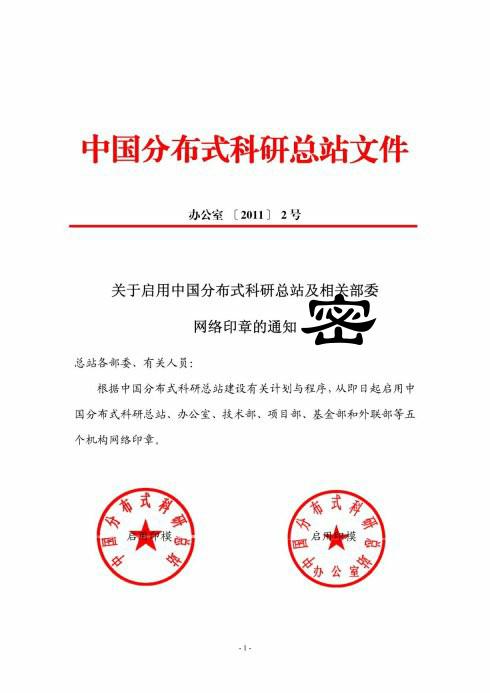 中国分布式科研总站文件
办公室 〔2011〕 2号
关于启用中国分布式科研总站及相关部委
网络印章的通知
密
总站各部委、有关人员：
根据中国分布式科研总站建设有关计划与程序，从即日起启用中
国分布式科研总站、办公室、技术部、项目部、基金部和外联部等五
个机构网络印章。
中国分布式科研总站
启用印模
中国分布式科研总站
启用印模
办公室
- 1 -